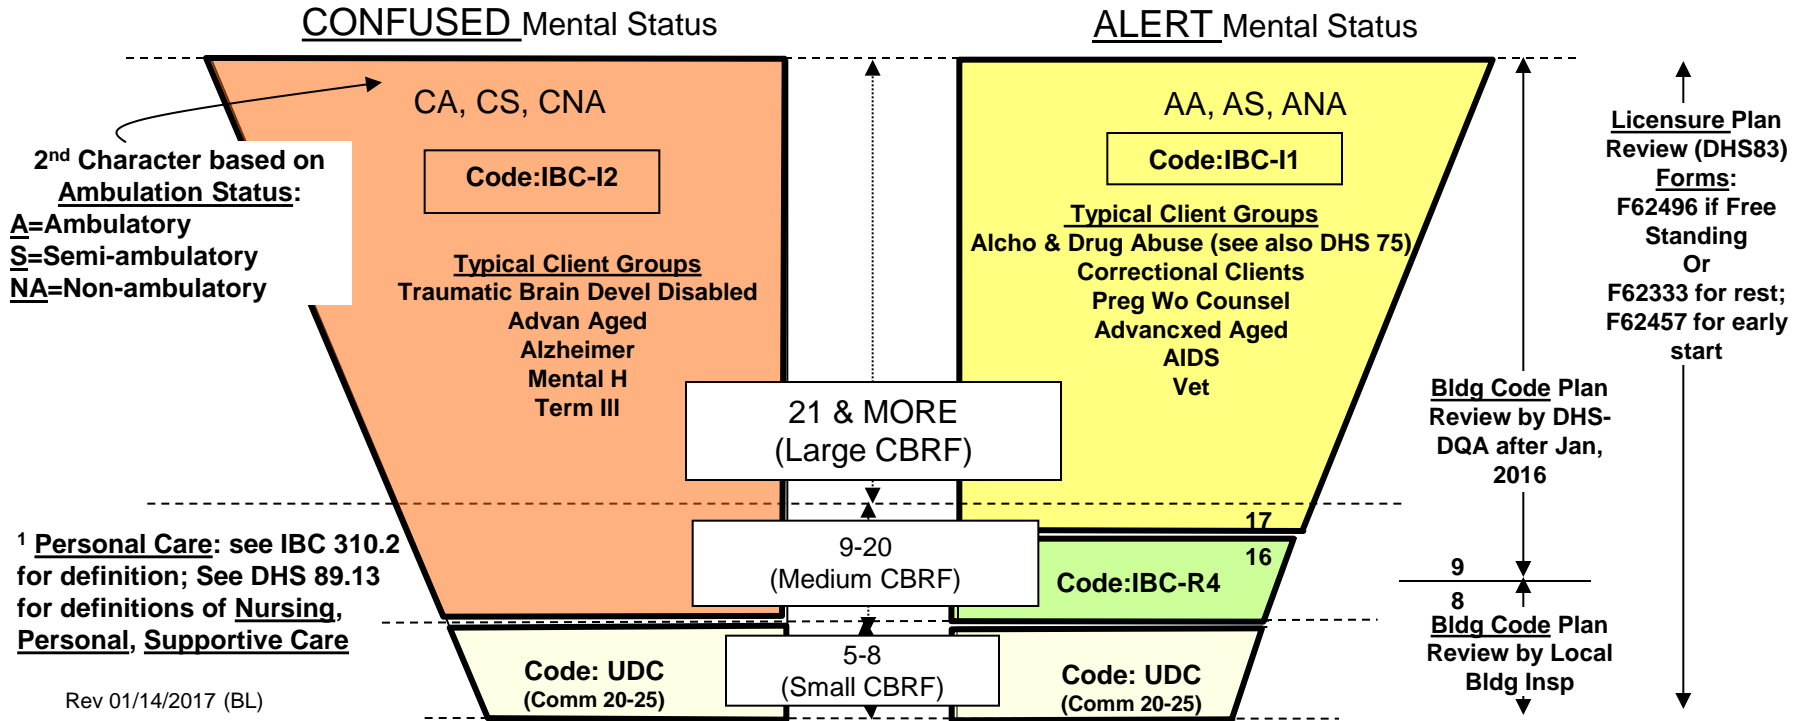 CONFUSED Mental Status
ALERT Mental Status
CA, CS, CNA
Code:IBC-I2
Typical Client Groups
Traumatic Brain Devel Disabled
Advan Aged
Alzheimer
Mental H
Term Ill
2nd Character based on
Ambulation Status:
A=Ambulatory
S=Semi-ambulatory
NA=Non-ambulatory
AA, AS, ANA
Code:IBC-I1
Typical Client Groups
Alcho & Drug Abuse (see also DHS 75)
Correctional Clients
Preg Wo Counsel
Advancxed Aged
AIDS
Vet
Licensure Plan
Review (DHS83)
Forms:
F62496 if Free
Standing
Or
F62333 for rest;
F62457 for early
start
Bldg Code Plan
Review by DHS-
DQA after Jan,
2016
21 & MORE
(Large CBRF)
17
16
9-20
(Medium CBRF)
Code:IBC-R4
9
8
Bldg Code Plan
Review by Local
Bldg Insp
1 Personal Care: see IBC 310.2
for definition; See DHS 89.13
for definitions of Nursing,
Personal, Supportive Care
Code: UDC
(Comm 20-25)
5-8
(Small CBRF)
Code: UDC
(Comm 20-25)
Rev 01/14/2017 (BL)